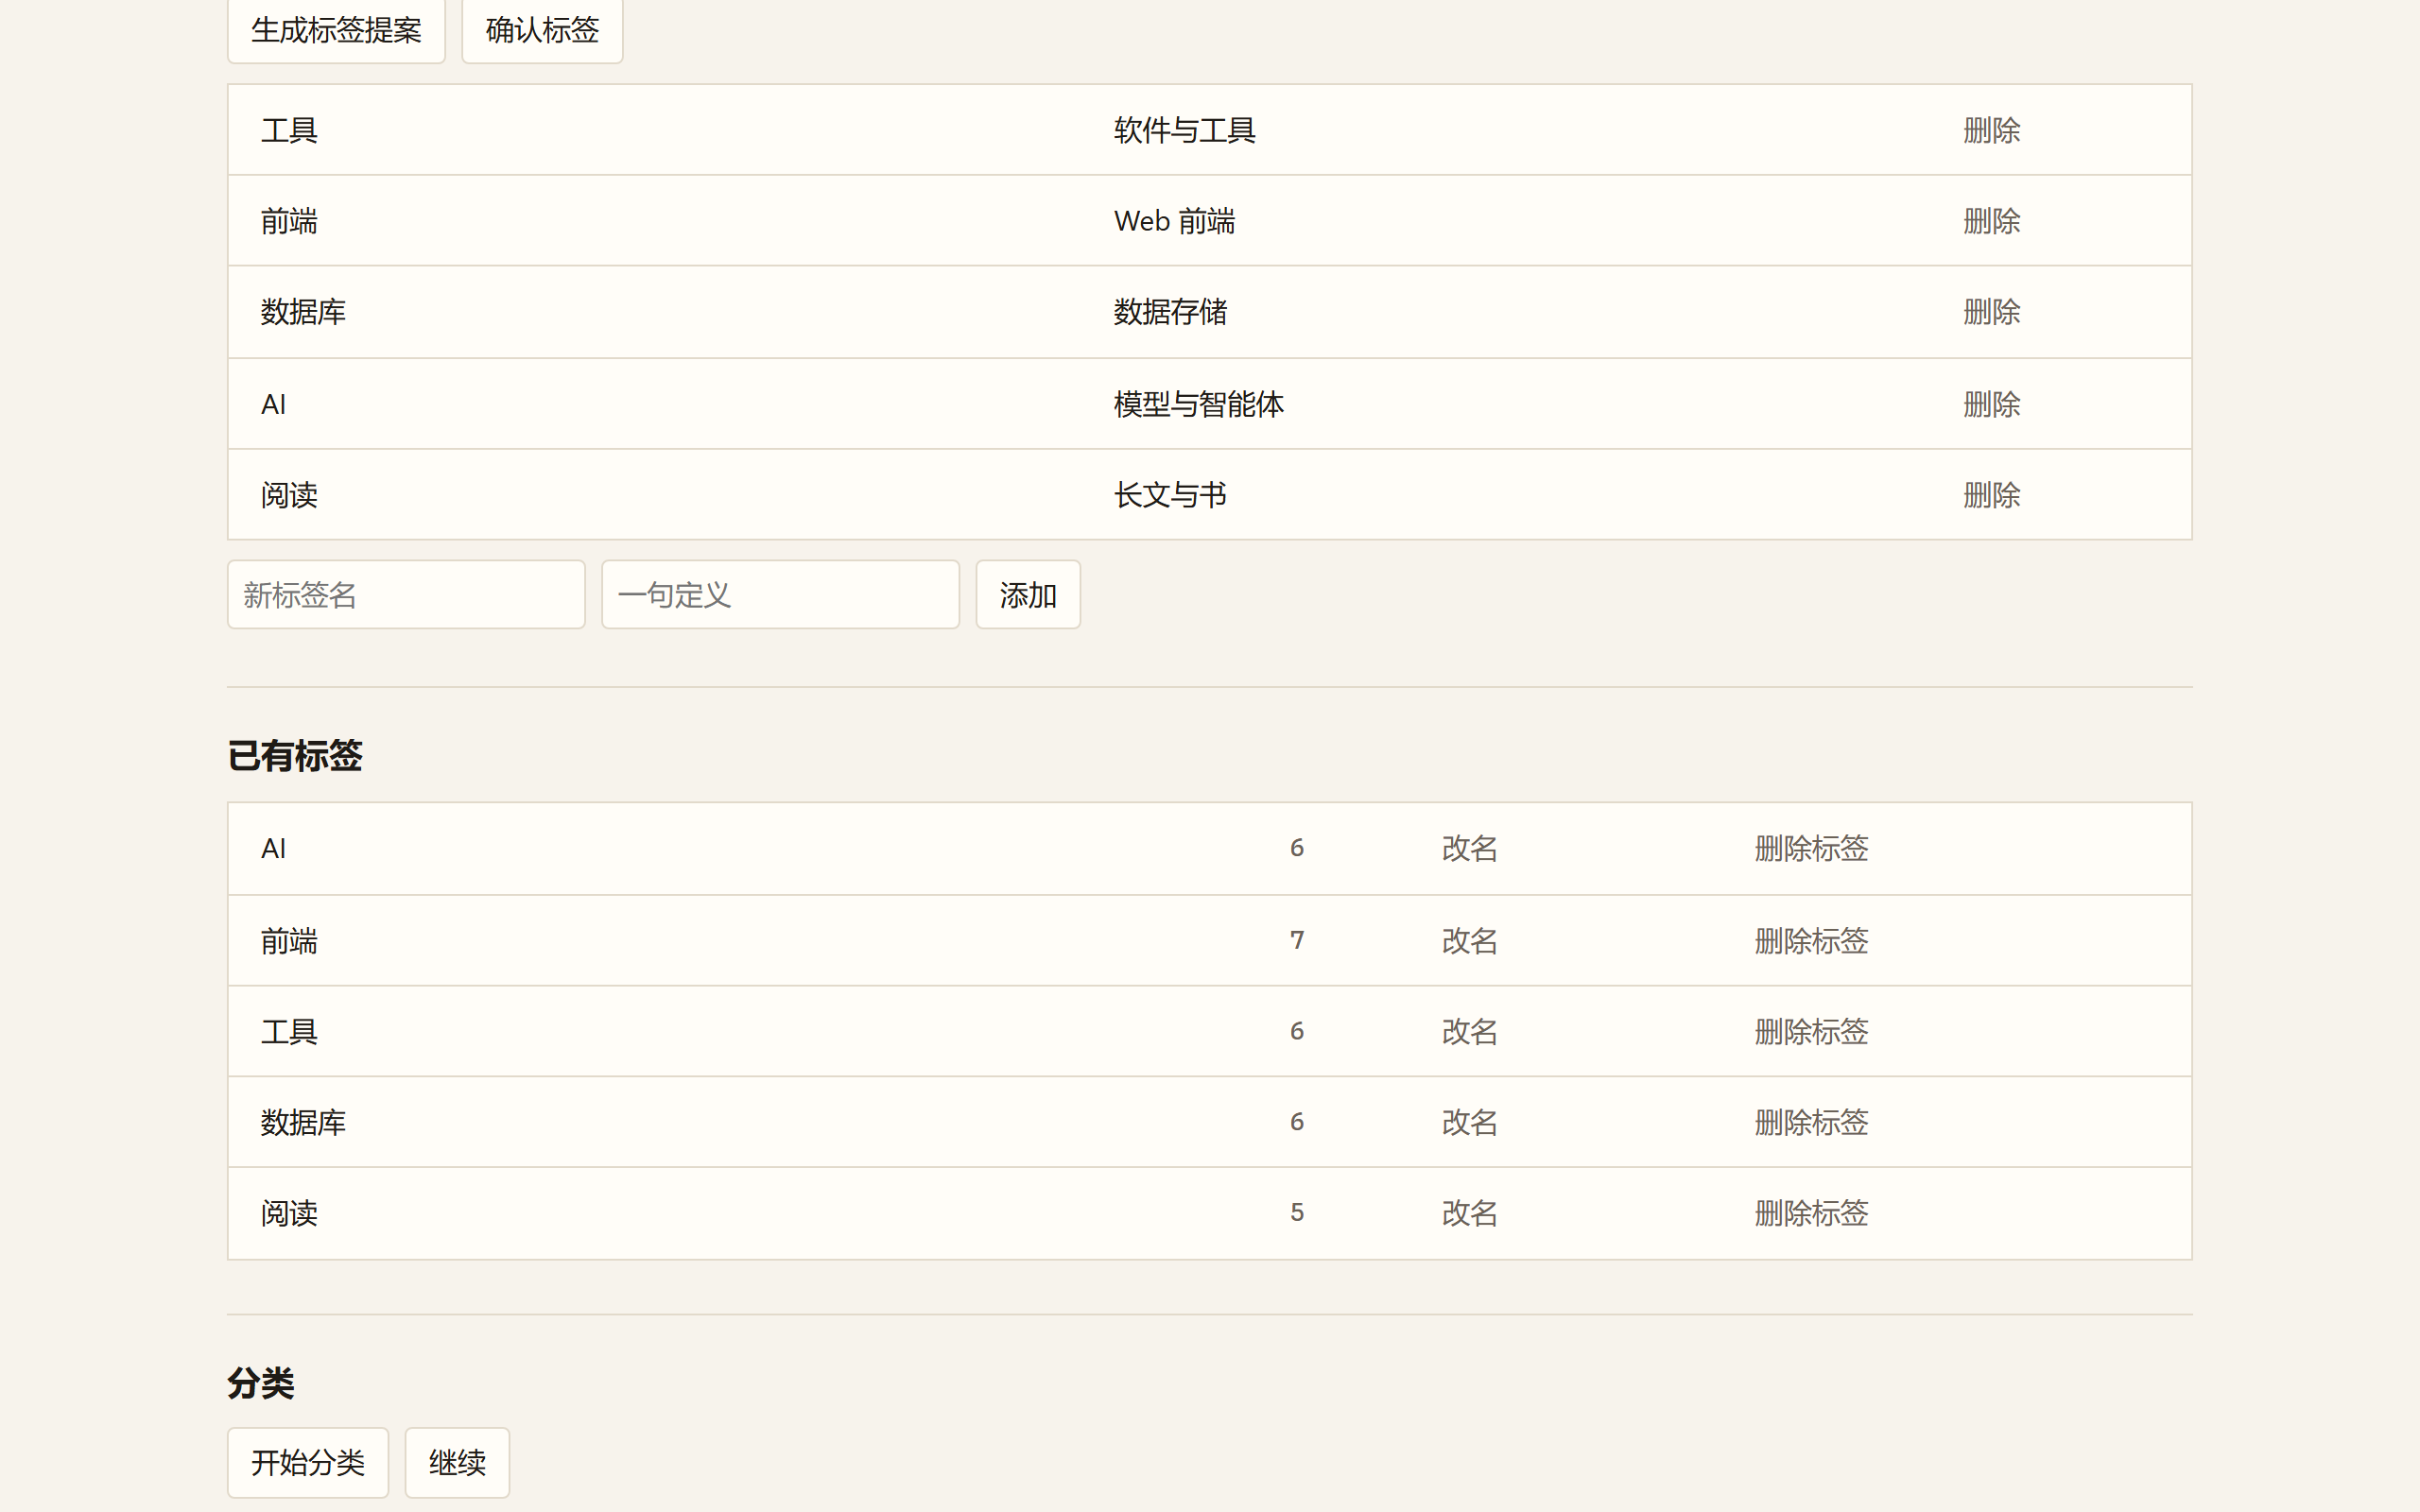 生成标签提案 确认标签
工具 软件与工具 删除
前端 Web 前端 删除
数据库 数据存储 删除
AI 模型与智能体 删除
阅读 长文与书 删除
新标签名 一句定义 添加
已有标签
AI 6 改名 删除标签
前端 7 改名 删除标签
工具 6 改名 删除标签
数据库 6 改名 删除标签
阅读 5 改名 删除标签
分类
开始分类 继续